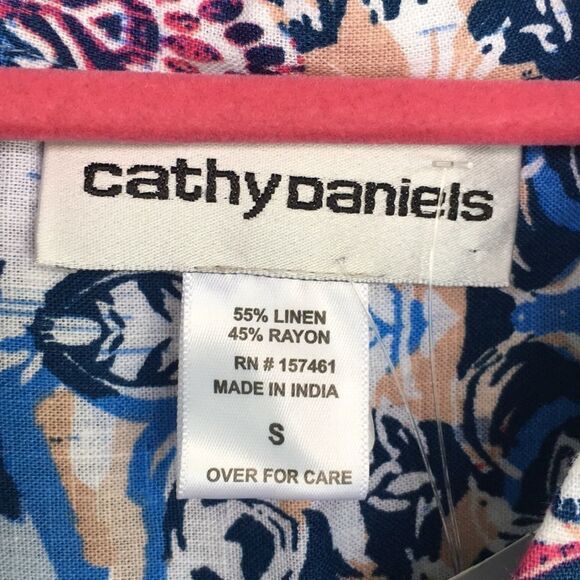 cathy Daniels
55% LINEN
45% RAYON
RN # 157461
MADE IN INDIA
S
OVER FOR CARE